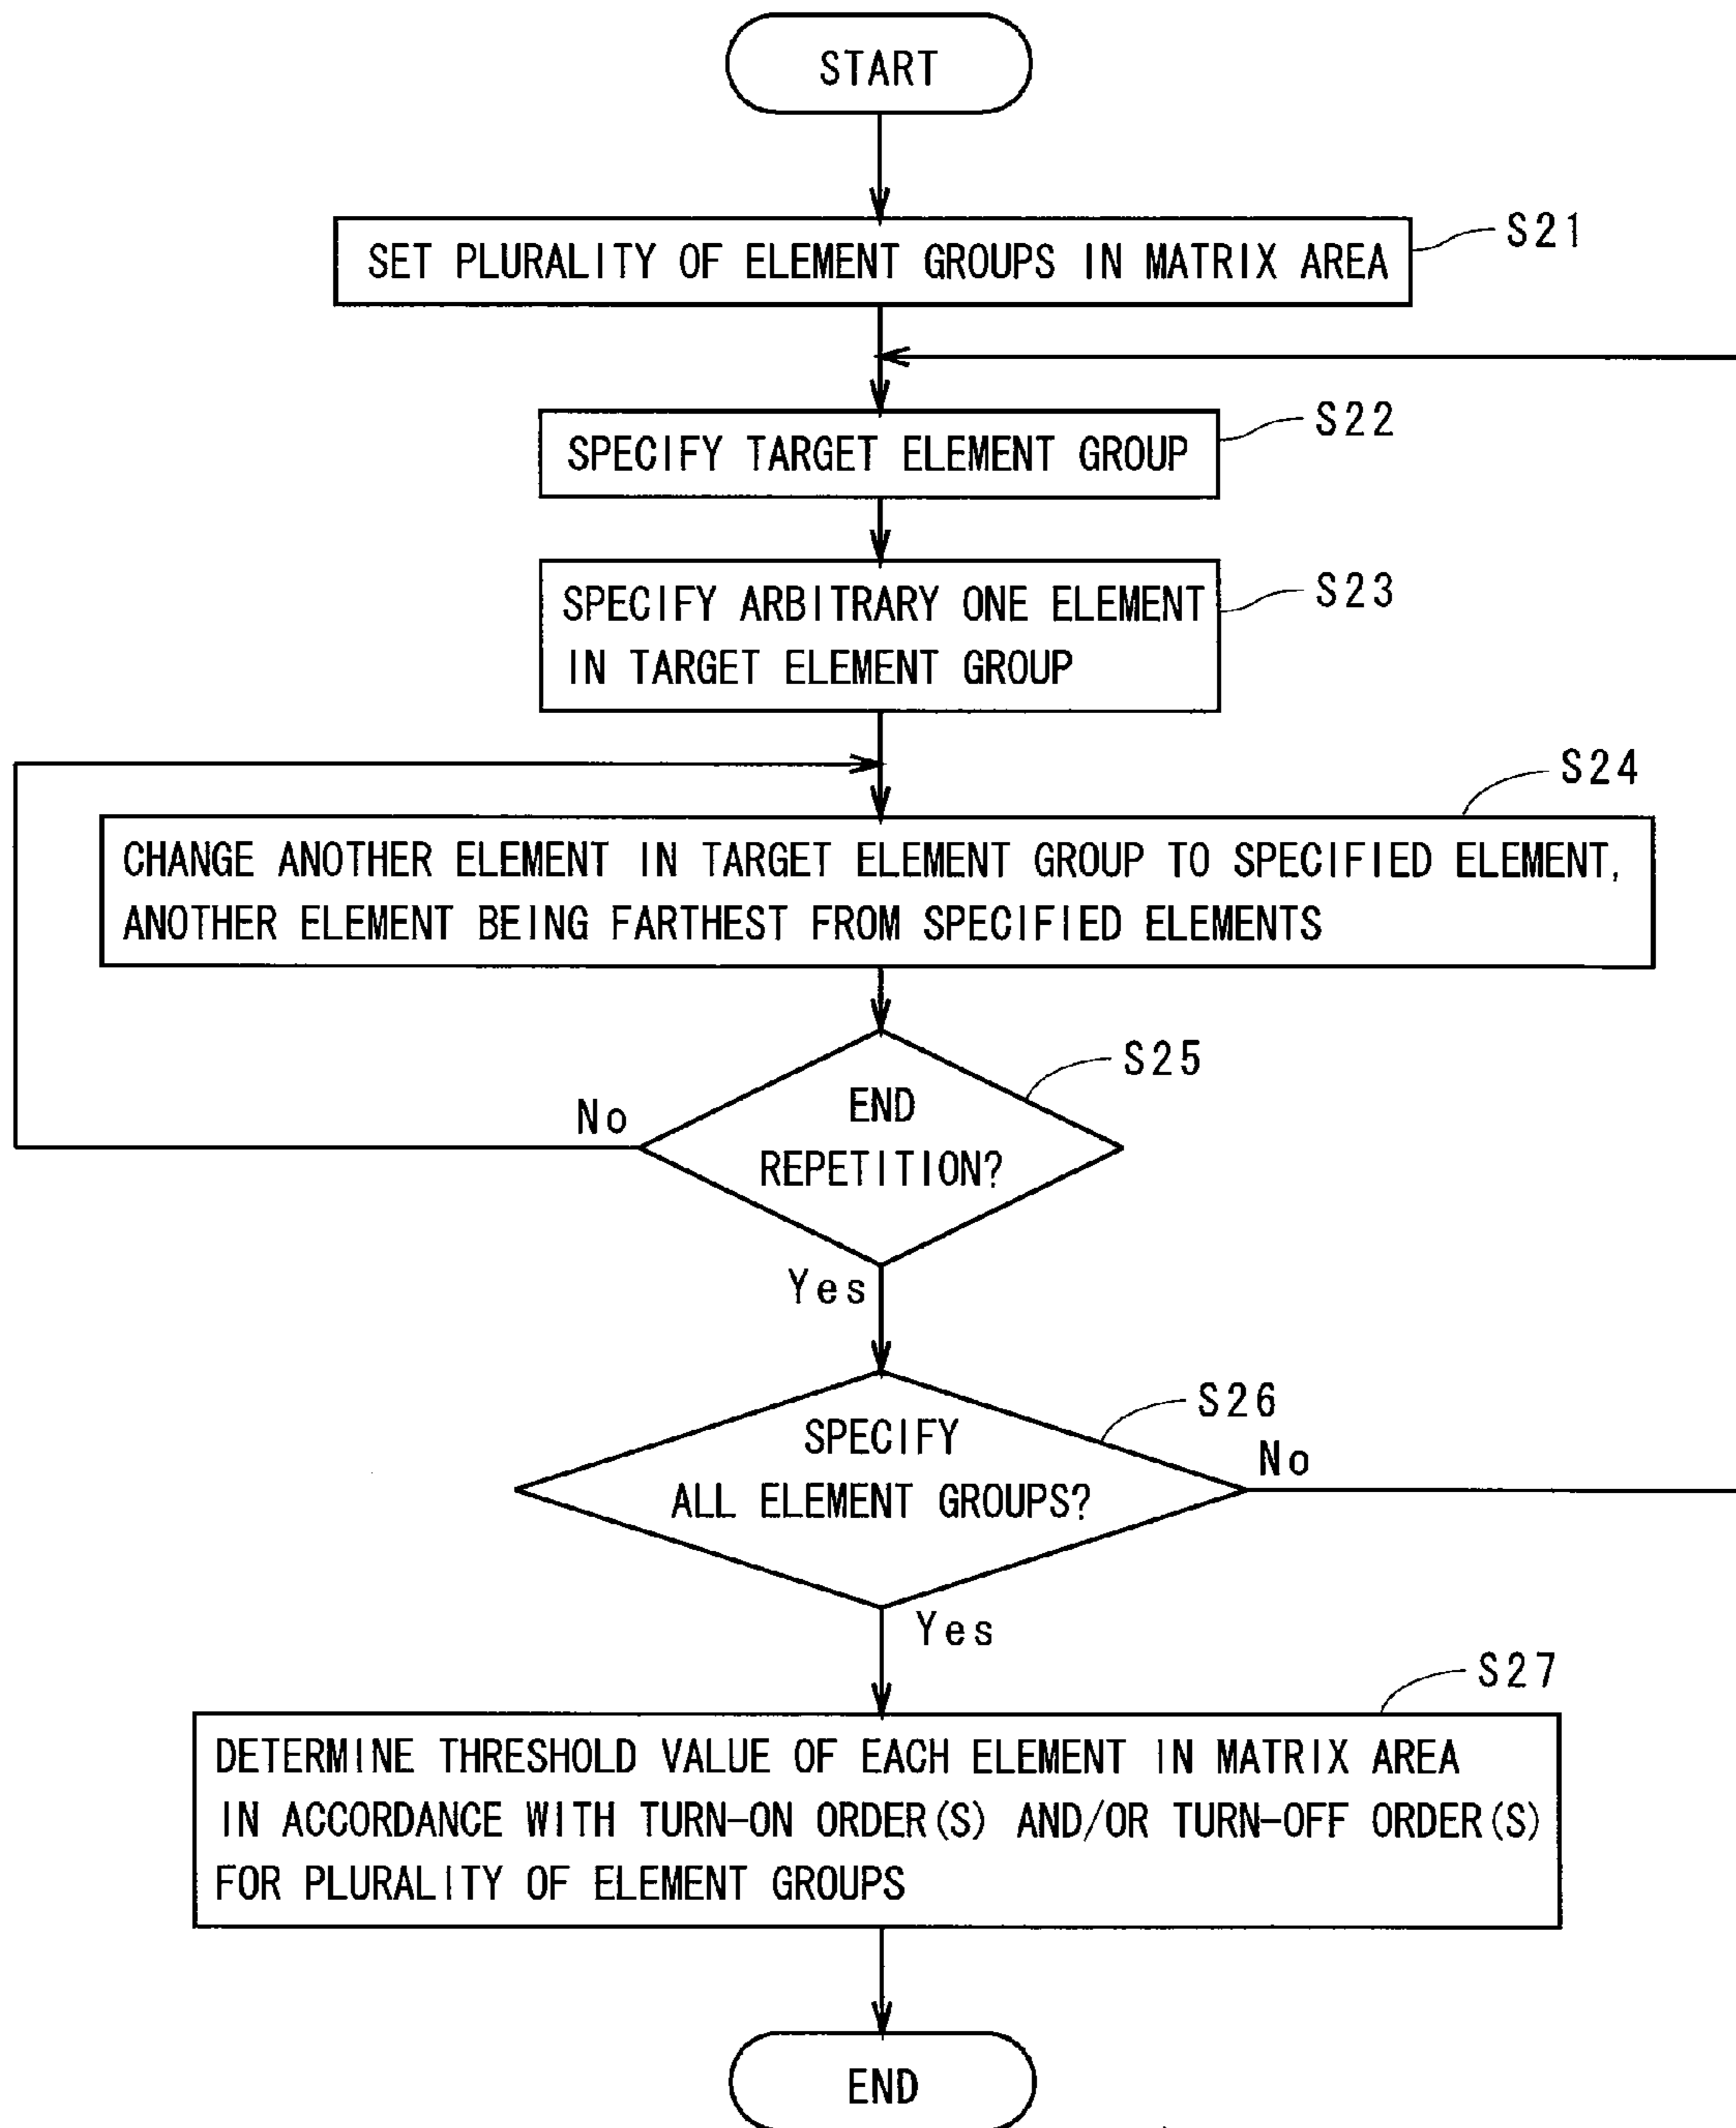 START
S21
SET PLURALITY OF ELEMENT GROUPS IN MATRIX AREA
S22
SPECIFY TARGET ELEMENT GROUP
S23
SPECIFY ARBITRARY ONE ELEMENT
IN TARGET ELEMENT GROUP
S24
CHANGE ANOTHER ELEMENT IN TARGET ELEMENT GROUP TO SPECIFIED ELEMENT,
ANOTHER ELEMENT BEING FARTHEST FROM SPECIFIED ELEMENTS
S25
END
REPETITION?
No
Yes
S26
SPECIFY
ALL ELEMENT GROUPS?
No
Yes
S27
DETERMINE THRESHOLD VALUE OF EACH ELEMENT IN MATRIX AREA
IN ACCORDANCE WITH TURN-ON ORDER(S) AND/OR TURN-OFF ORDER(S)
FOR PLURALITY OF ELEMENT GROUPS
END